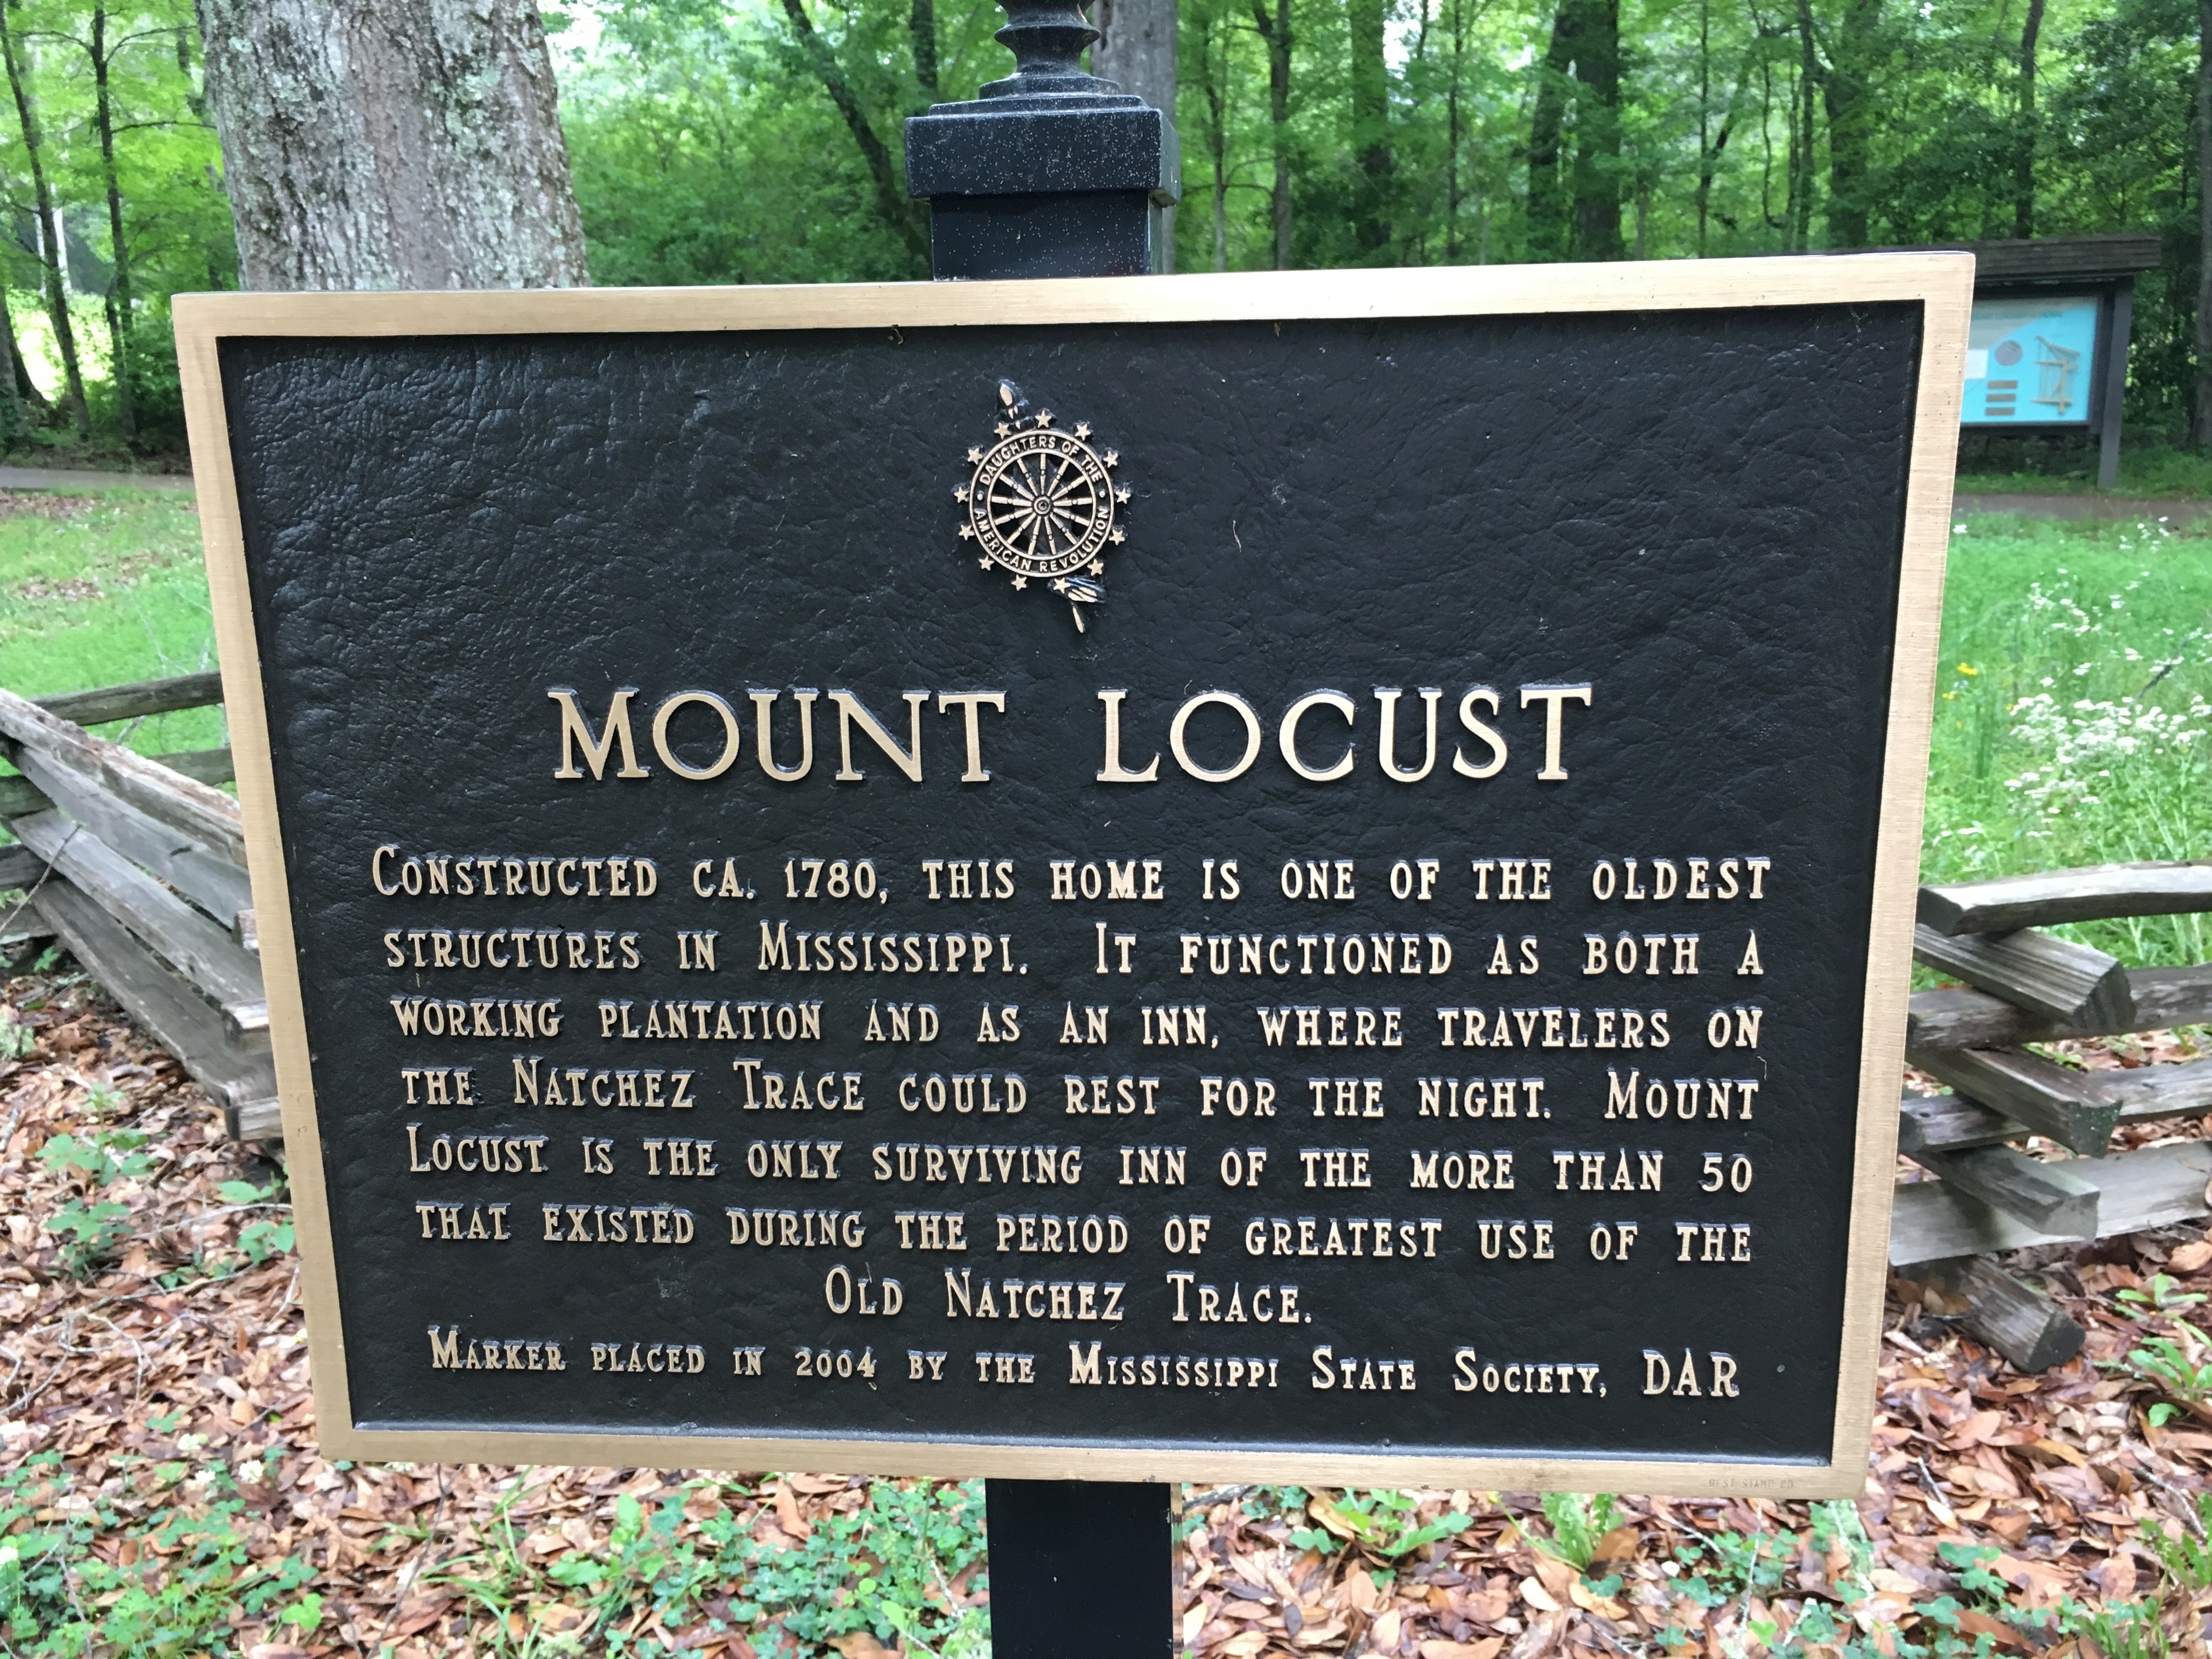 DAUGHTERS OF THE
AMERICAN REVOLUTION
MOUNT LOCUST
CONSTRUCTED CA. 1780, THIS HOME IS ONE OF THE OLDEST
STRUCTURES IN MISSISSIPPI. IT FUNCTIONED AS BOTH A
WORKING PLANTATION AND AS AN INN, WHERE TRAVELERS ON
THE NATCHEZ TRACE COULD REST FOR THE NIGHT. MOUNT
LOCUST IS THE ONLY SURVIVING INN OF THE MORE THAN 50
THAT EXISTED DURING THE PERIOD OF GREATEST USE OF THE
OLD NATCHEZ TRACE.
MARKER PLACED IN 2004 BY THE MISSISSIPPI STATE SOCIETY, DAR